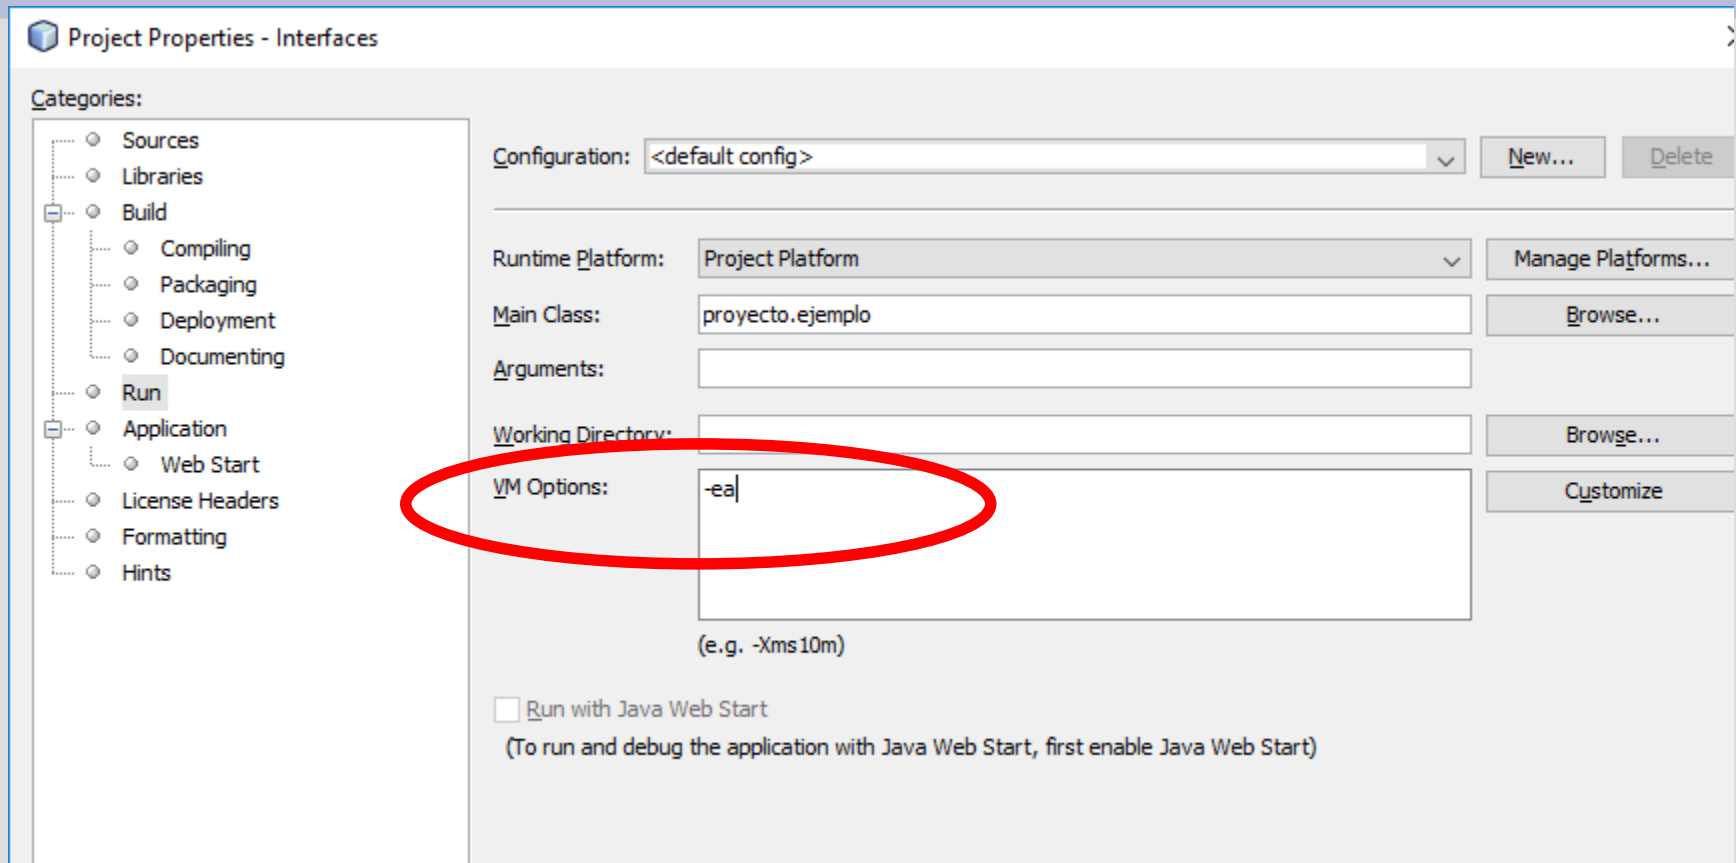 Project Properties - Interfaces
Categories:
Sources
Libraries
Build
Compiling
Packaging
Deployment
Documenting
Run
Application
Web Start
License Headers
Formatting
Hints
Configuration: <default config> New... Delete
Runtime Platform: Project Platform Manage Platforms...
Main Class: proyecto.ejemplo Browse...
Arguments:
Working Directory: Browse...
VM Options: -ea Customize
(e.g. -Xms10m)
Run with Java Web Start
(To run and debug the application with Java Web Start, first enable Java Web Start)